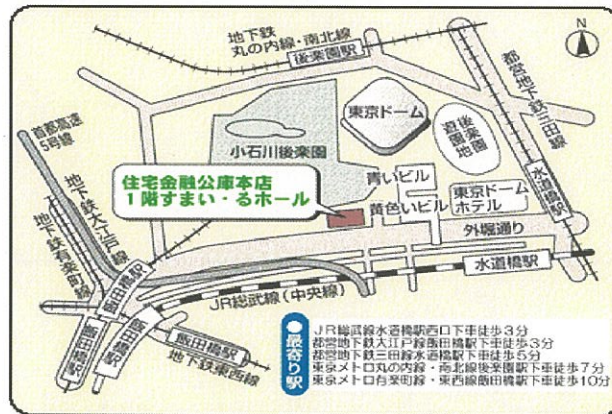 地下鉄
丸の内線・南北線
後楽園駅
N
都営地下鉄三田線
首都高速
5号線
東京ドーム
後楽園
遊園地
小石川後楽園
地下鉄大江戸線
地下鉄有楽町線
住宅金融公庫本店
1階すまい・るホール
青いビル
黄色いビル
東京ドーム
ホテル
水道橋駅
外堀通り
水道橋駅
飯田橋駅
JR総武線(中央線)
飯田橋駅
飯田橋駅
飯田橋駅
地下鉄東西線
●最寄り駅
JR総武線水道橋駅西口下車徒歩3分
都営地下鉄大江戸線飯田橋駅下車徒歩3分
都営地下鉄三田線水道橋駅下車徒歩5分
東京メトロ丸の内線・南北線後楽園駅下車徒歩7分
東京メトロ有楽町線・東西線飯田橋駅下車徒歩10分